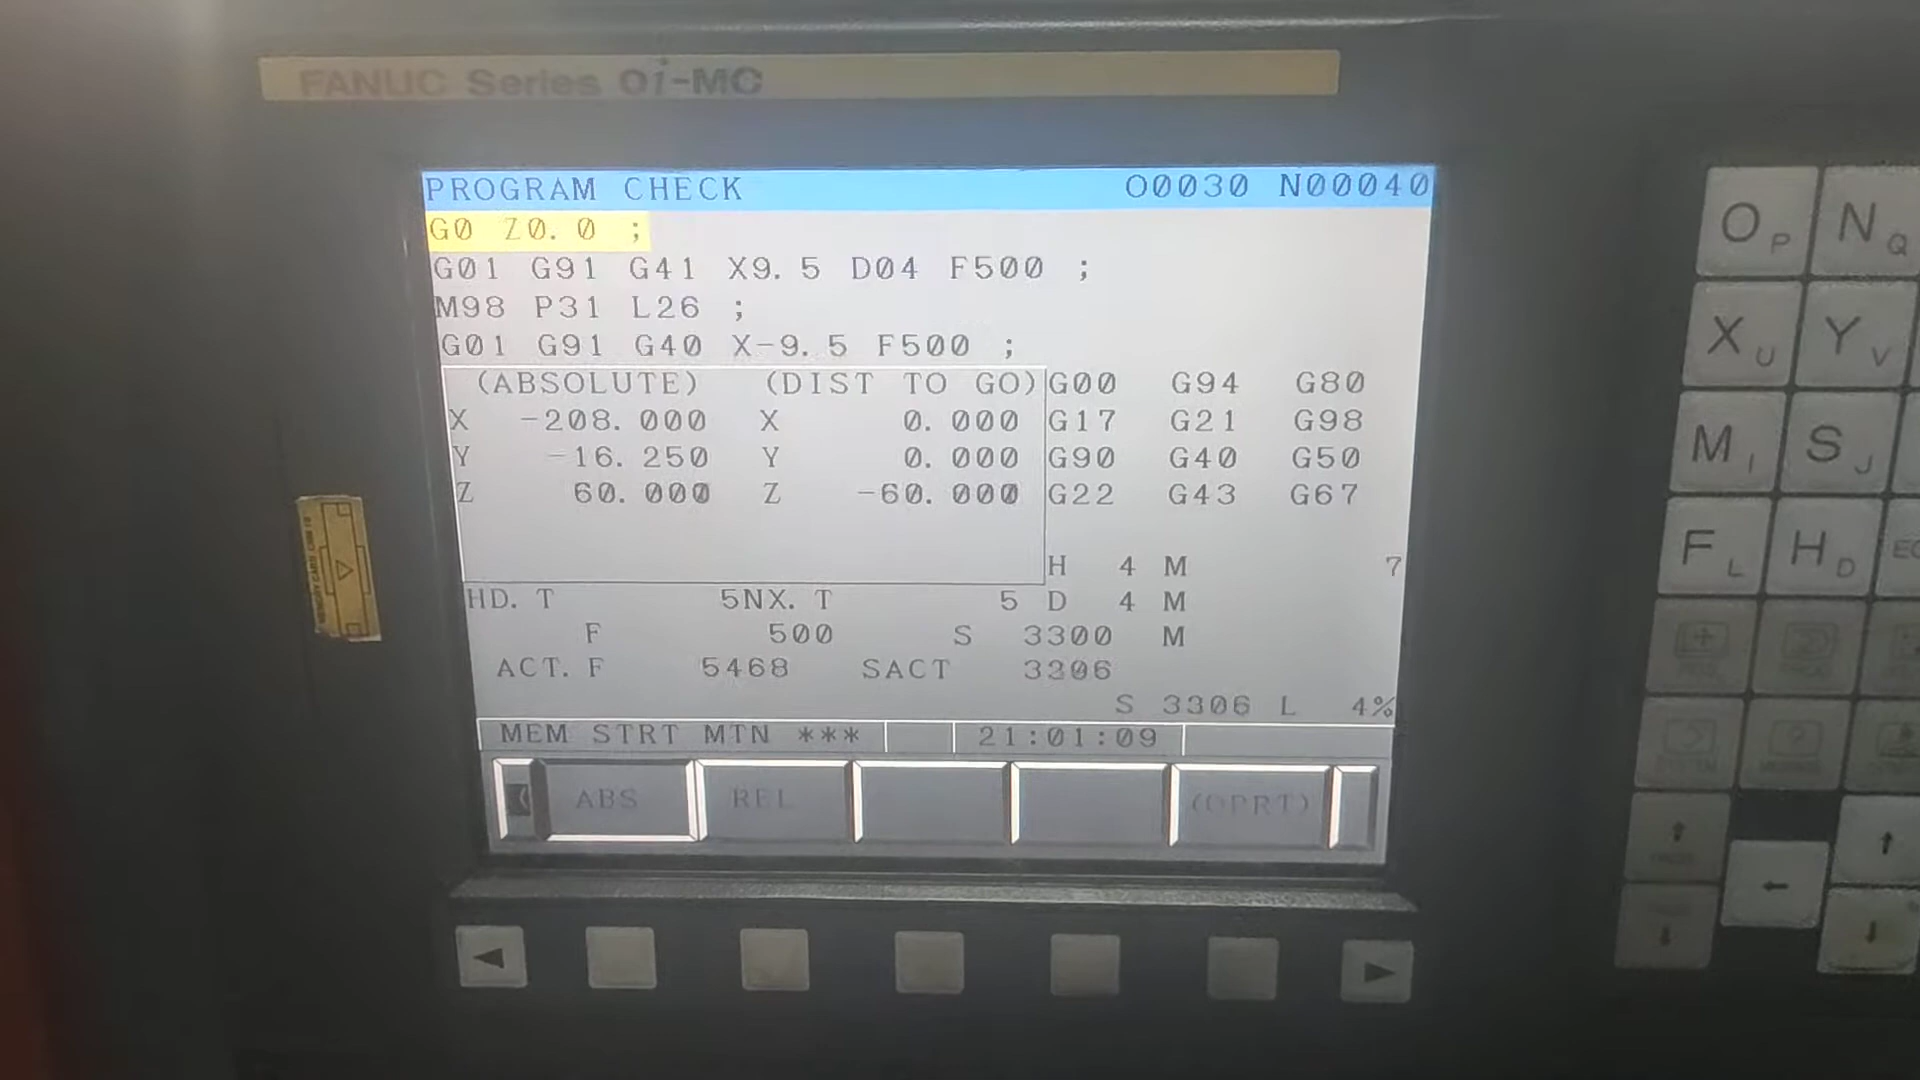 FANUC Series 0i-MC
PROGRAM CHECK O0030 N00040
G0 Z0.0 ;
G01 G91 G41 X9.5 D04 F500 ;
M98 P31 L26 ;
G01 G91 G40 X-9.5 F500 ;
(ABSOLUTE) (DIST TO GO) G00 G94 G80
X -208.000 X 0.000 G17 G21 G98
Y -16.250 Y 0.000 G90 G40 G50
Z 60.000 Z -60.000 G22 G43 G67
H 4 M 7
HD. T 5 NX. T 5 D 4 M
F 500 S 3300 M
ACT. F 5468 SACT 3306
S 3306 L 4%
MEM STRT MTN *** 21:01:09
ABS REL (OPRT)
O P N Q
X U Y V
M I S J
F L H D